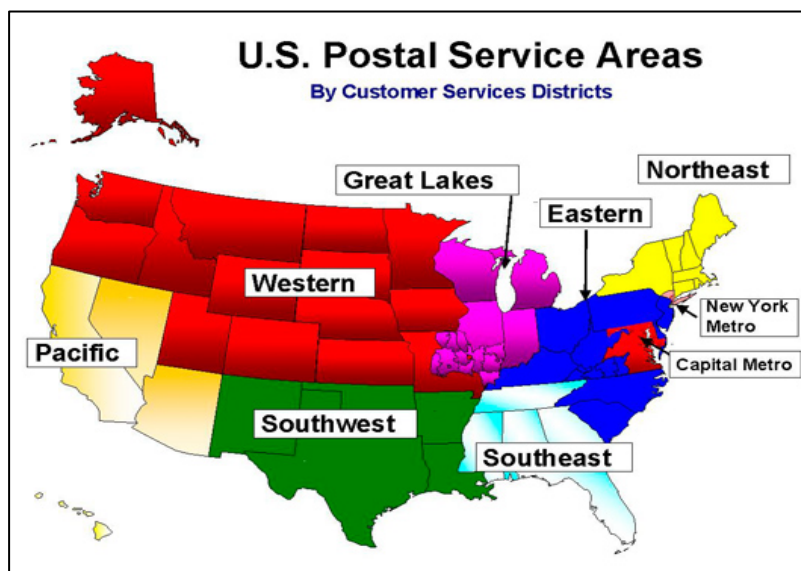 U.S. Postal Service Areas
By Customer Services Districts
Great Lakes
Northeast
Eastern
Western
New York
Metro
Pacific
Capital Metro
Southwest
Southeast